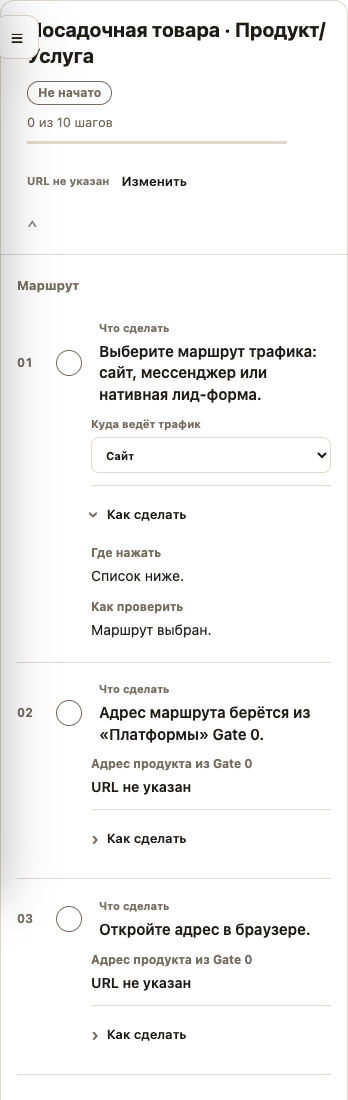 Посадочная товара · Продукт/
Услуга
Не начато
0 из 10 шагов
URL не указан Изменить
Маршрут
Что сделать
01 Выберите маршрут трафика:
сайт, мессенджер или
нативная лид-форма.
Куда ведёт трафик
Сайт
Как сделать
Где нажать
Список ниже.
Как проверить
Маршрут выбран.
Что сделать
02 Адрес маршрута берётся из
«Платформы» Gate 0.
Адрес продукта из Gate 0
URL не указан
Как сделать
Что сделать
03 Откройте адрес в браузере.
Адрес продукта из Gate 0
URL не указан
Как сделать